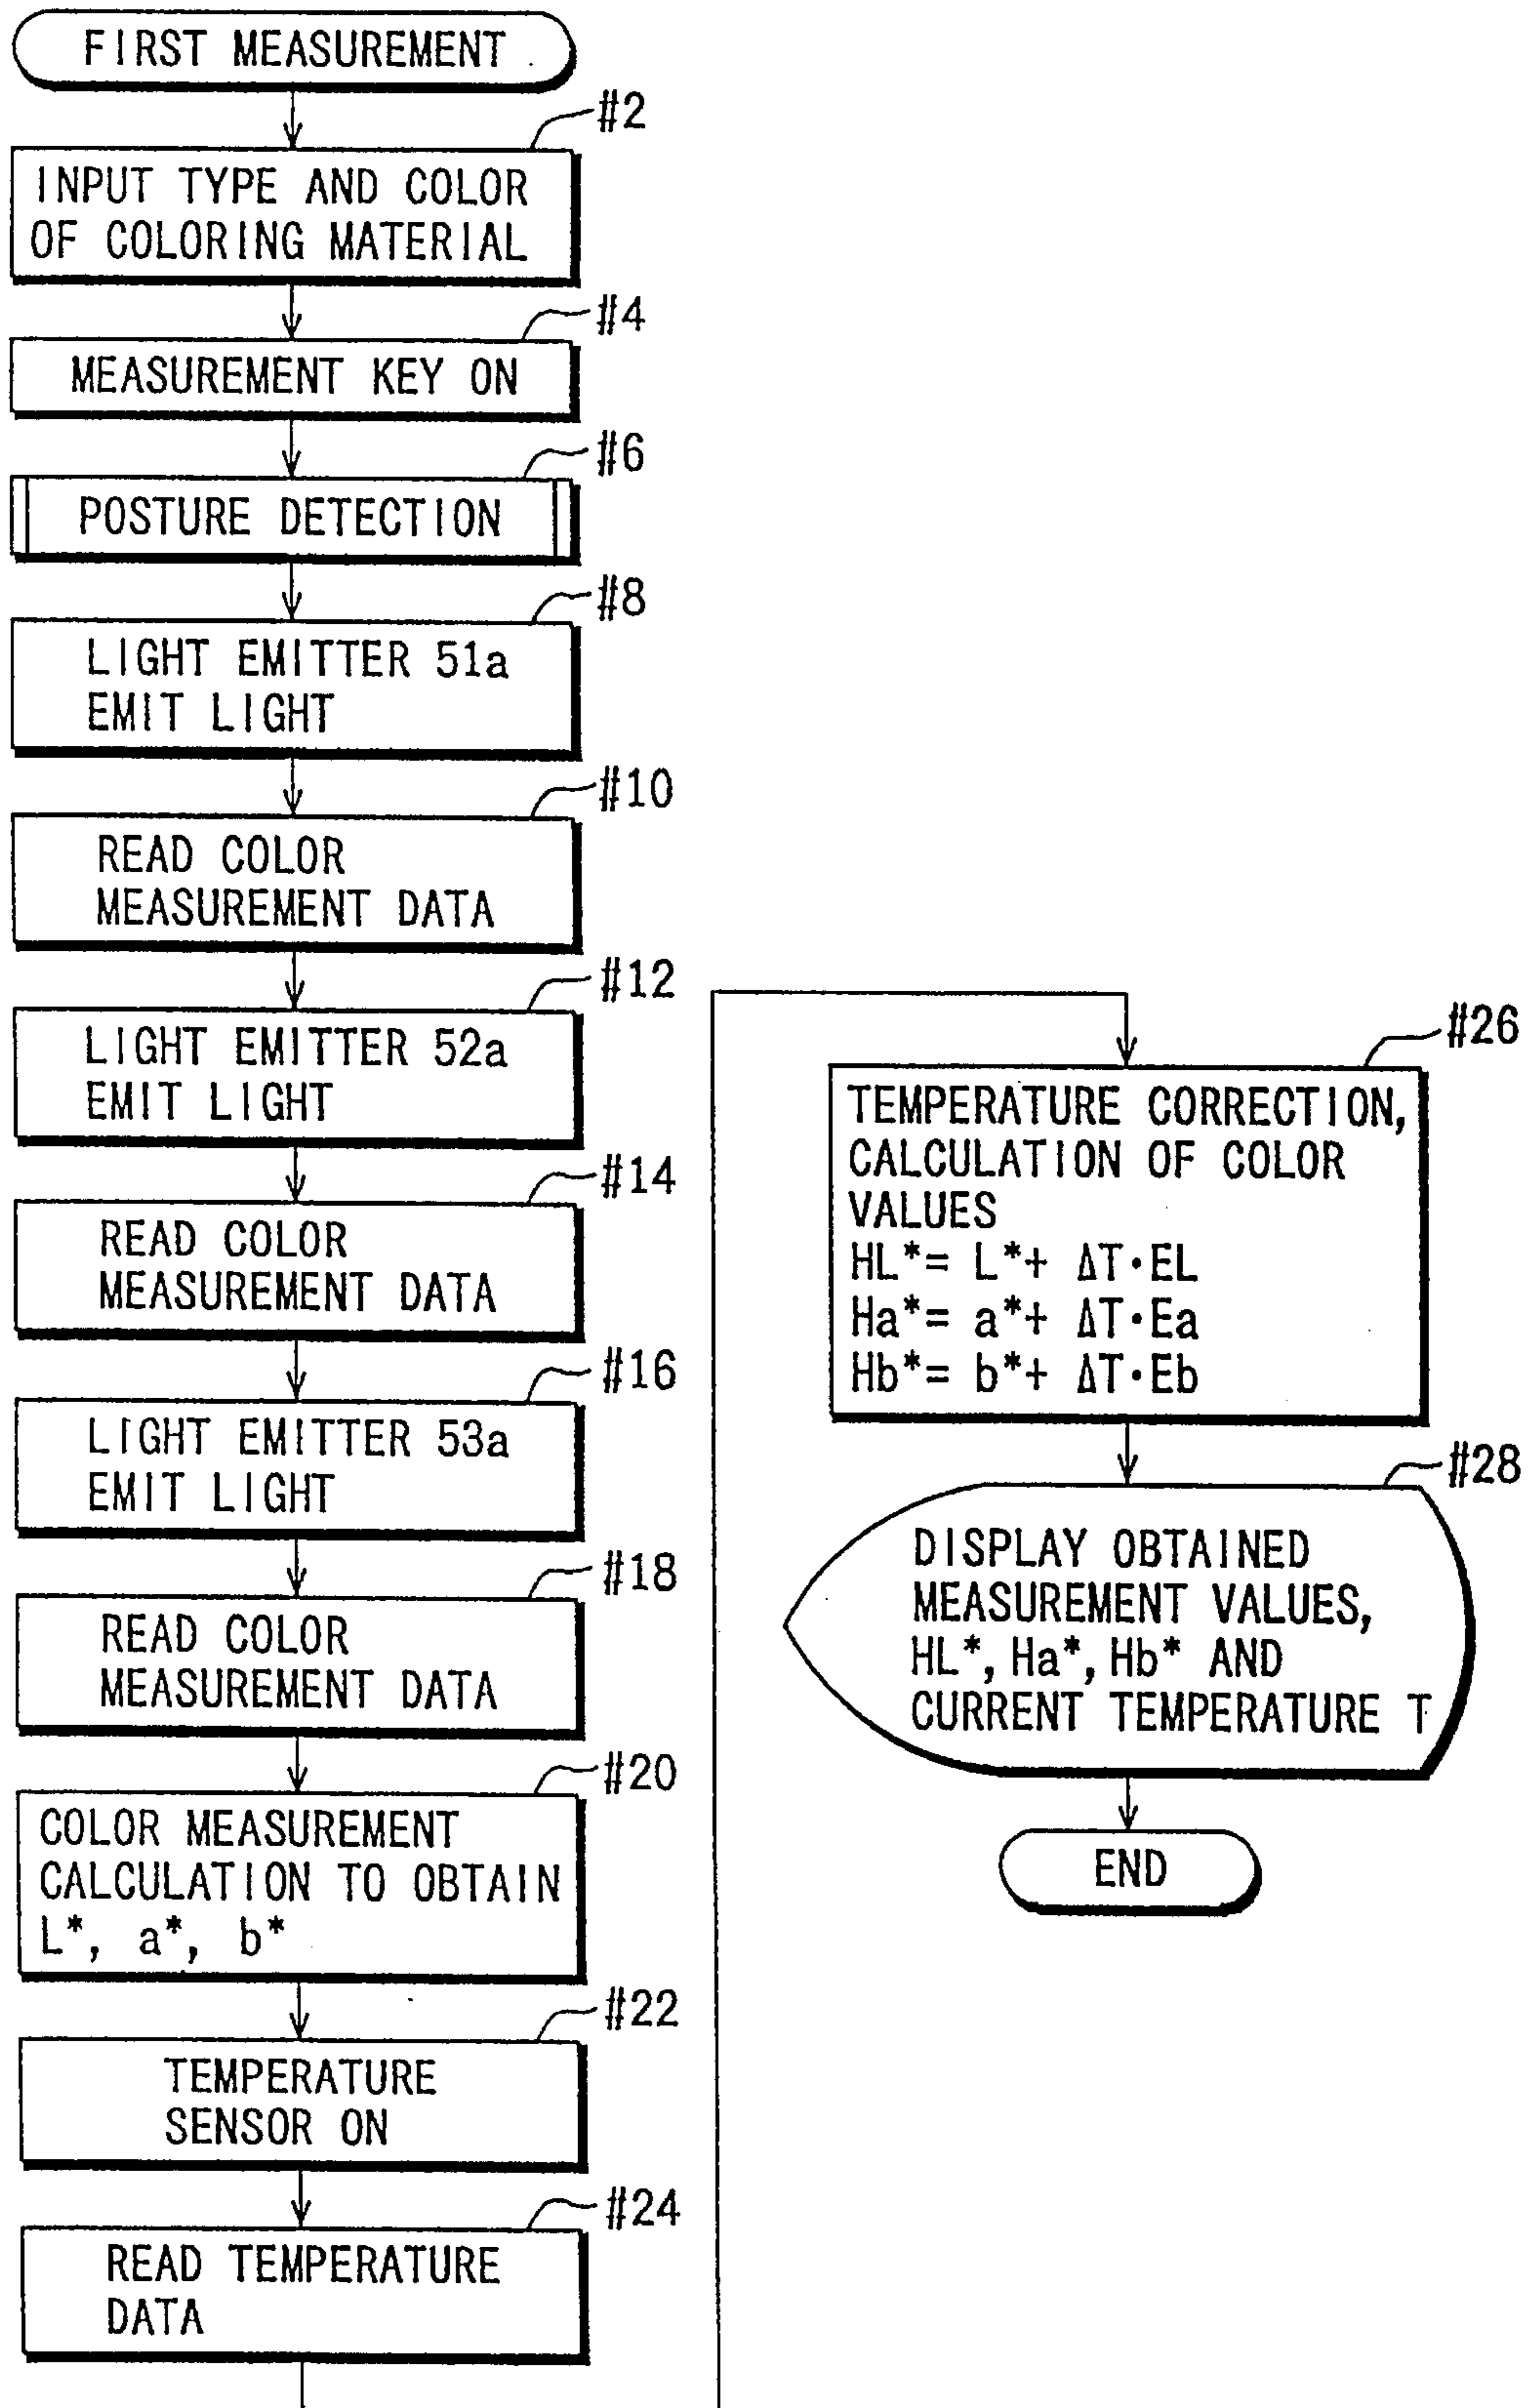 FIRST MEASUREMENT
#2
INPUT TYPE AND COLOR
OF COLORING MATERIAL
#4
MEASUREMENT KEY ON
#6
POSTURE DETECTION
#8
LIGHT EMITTER 51a
EMIT LIGHT
#10
READ COLOR
MEASUREMENT DATA
#12
LIGHT EMITTER 52a
EMIT LIGHT
#14
READ COLOR
MEASUREMENT DATA
#16
LIGHT EMITTER 53a
EMIT LIGHT
#18
READ COLOR
MEASUREMENT DATA
#20
COLOR MEASUREMENT
CALCULATION TO OBTAIN
L*, a*, b*
#22
TEMPERATURE
SENSOR ON
#24
READ TEMPERATURE
DATA
#26
TEMPERATURE CORRECTION,
CALCULATION OF COLOR
VALUES
HL*= L*+ ΔT·EL
Ha*= a*+ ΔT·Ea
Hb*= b*+ ΔT·Eb
#28
DISPLAY OBTAINED
MEASUREMENT VALUES,
HL*, Ha*, Hb* AND
CURRENT TEMPERATURE T
END